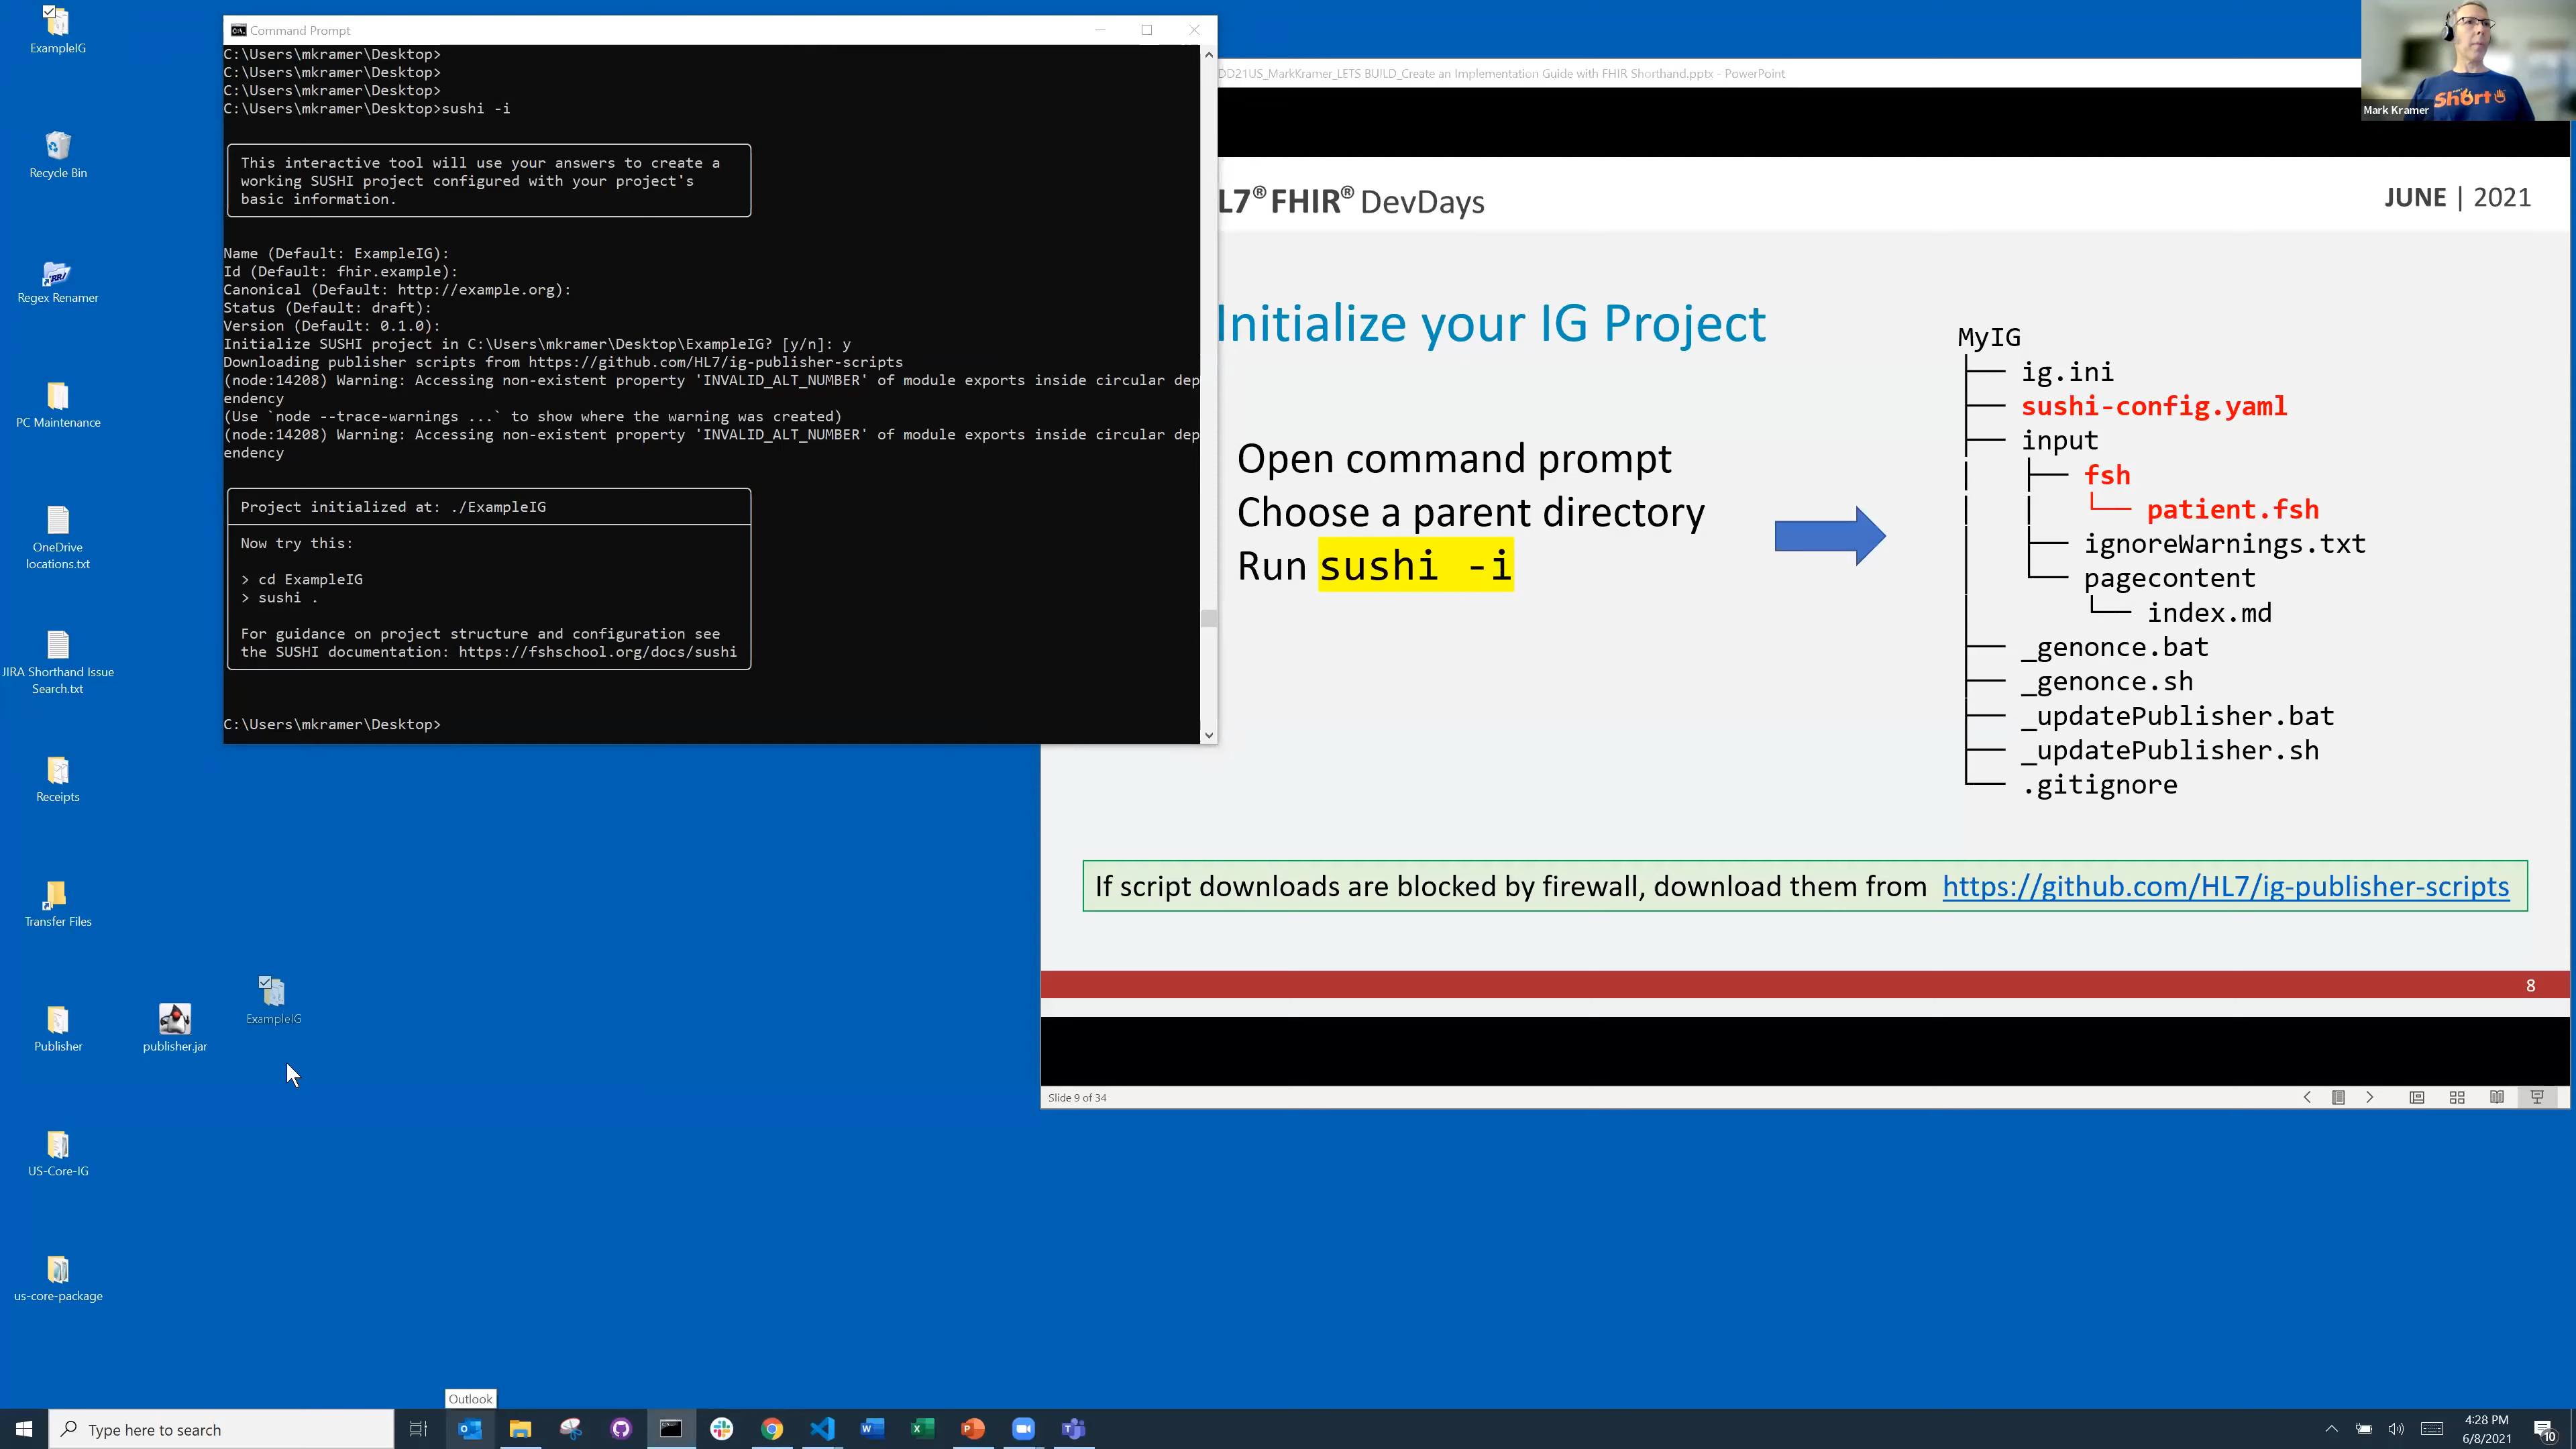 ExampleIG
Recycle Bin
Regex Renamer
PC Maintenance
OneDrive
locations.txt
JIRA Shorthand Issue
Search.txt
Receipts
Transfer Files
Publisher
publisher.jar
ExampleIG
US-Core-IG
us-core-package
Command Prompt
C:\Users\mkramer\Desktop>
C:\Users\mkramer\Desktop>
C:\Users\mkramer\Desktop>
C:\Users\mkramer\Desktop>sushi -i
This interactive tool will use your answers to create a
working SUSHI project configured with your project's
basic information.
Name (Default: ExampleIG):
Id (Default: fhir.example):
Canonical (Default: http://example.org):
Status (Default: draft):
Version (Default: 0.1.0):
Initialize SUSHI project in C:\Users\mkramer\Desktop\ExampleIG? [y/n]: y
Downloading publisher scripts from https://github.com/HL7/ig-publisher-scripts
(node:14208) Warning: Accessing non-existent property 'INVALID_ALT_NUMBER' of module exports inside circular dep
endency
(Use `node --trace-warnings ...` to show where the warning was created)
(node:14208) Warning: Accessing non-existent property 'INVALID_ALT_NUMBER' of module exports inside circular dep
endency
Project initialized at: ./ExampleIG
Now try this:
> cd ExampleIG
> sushi .
For guidance on project structure and configuration see
the SUSHI documentation: https://fshschool.org/docs/sushi
C:\Users\mkramer\Desktop>
DD21US_MarkKramer_LETS BUILD_Create an Implementation Guide with FHIR Shorthand.pptx - PowerPoint
Short
Mark Kramer
L7® FHIR® DevDays
JUNE | 2021
Initialize your IG Project
Open command prompt
Choose a parent directory
Run sushi -i
MyIG
ig.ini
sushi-config.yaml
input
fsh
patient.fsh
ignoreWarnings.txt
pagecontent
index.md
_genonce.bat
_genonce.sh
_updatePublisher.bat
_updatePublisher.sh
.gitignore
If script downloads are blocked by firewall, download them from https://github.com/HL7/ig-publisher-scripts
8
Slide 9 of 34
Outlook
Type here to search
4:28 PM
6/8/2021
10